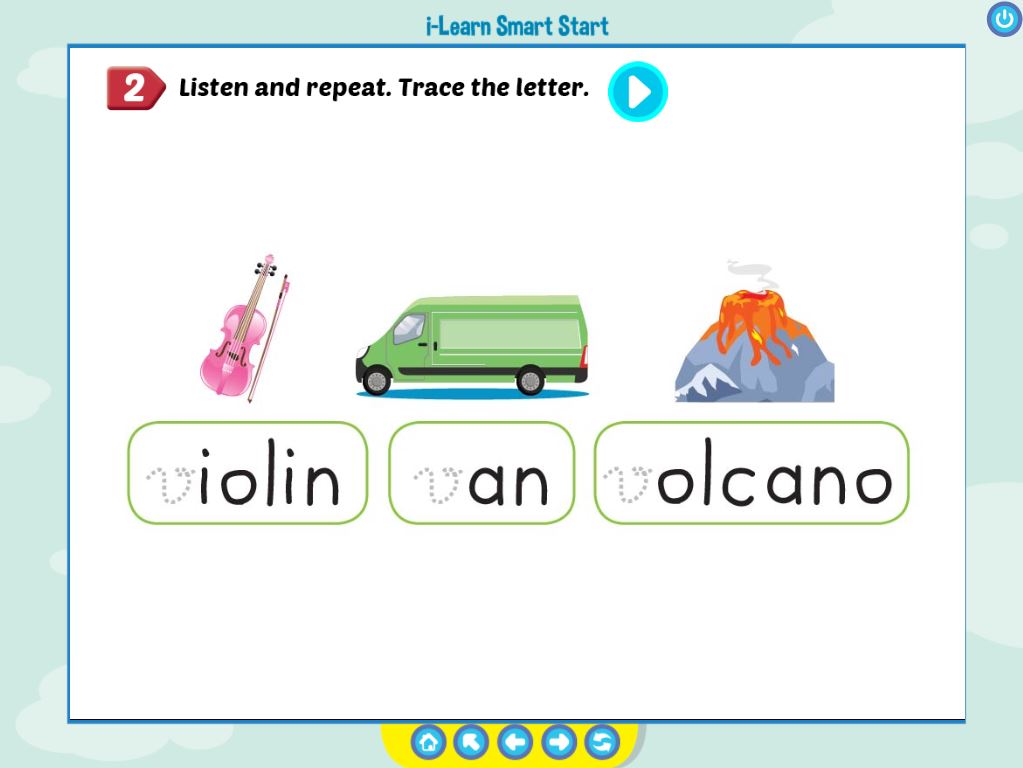 i-Learn Smart Start
2 Listen and repeat. Trace the letter.
violin van volcano